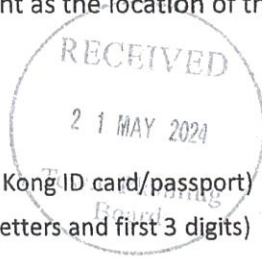 nt as the location of th
RECEIVED
2 1 MAY 2024
Kong ID card/passport)
Board
etters and first 3 digits)